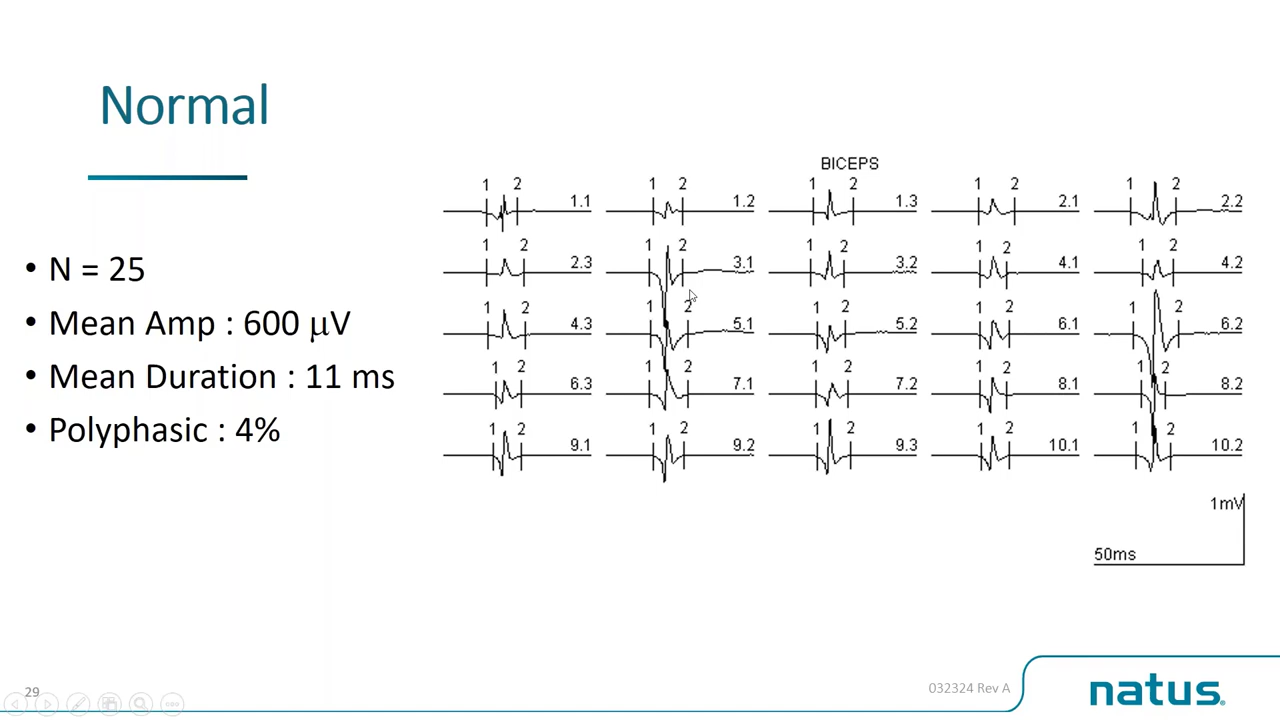 Normal
• N = 25
• Mean Amp : 600 μV
• Mean Duration : 11 ms
• Polyphasic : 4%
BICEPS
1 2 1.1 1 2 1.2 1 2 1.3 1 2 2.1 1 2 2.2
1 2 2.3 1 2 3.1 1 2 3.2 1 2 4.1 1 2 4.2
1 2 4.3 1 2 5.1 1 2 5.2 1 2 6.1 1 2 6.2
1 2 6.3 1 2 7.1 1 2 7.2 1 2 8.1 1 2 8.2
1 2 9.1 1 2 9.2 1 2 9.3 1 2 10.1 1 2 10.2
1mV
50ms
29
032324 Rev A
natus.